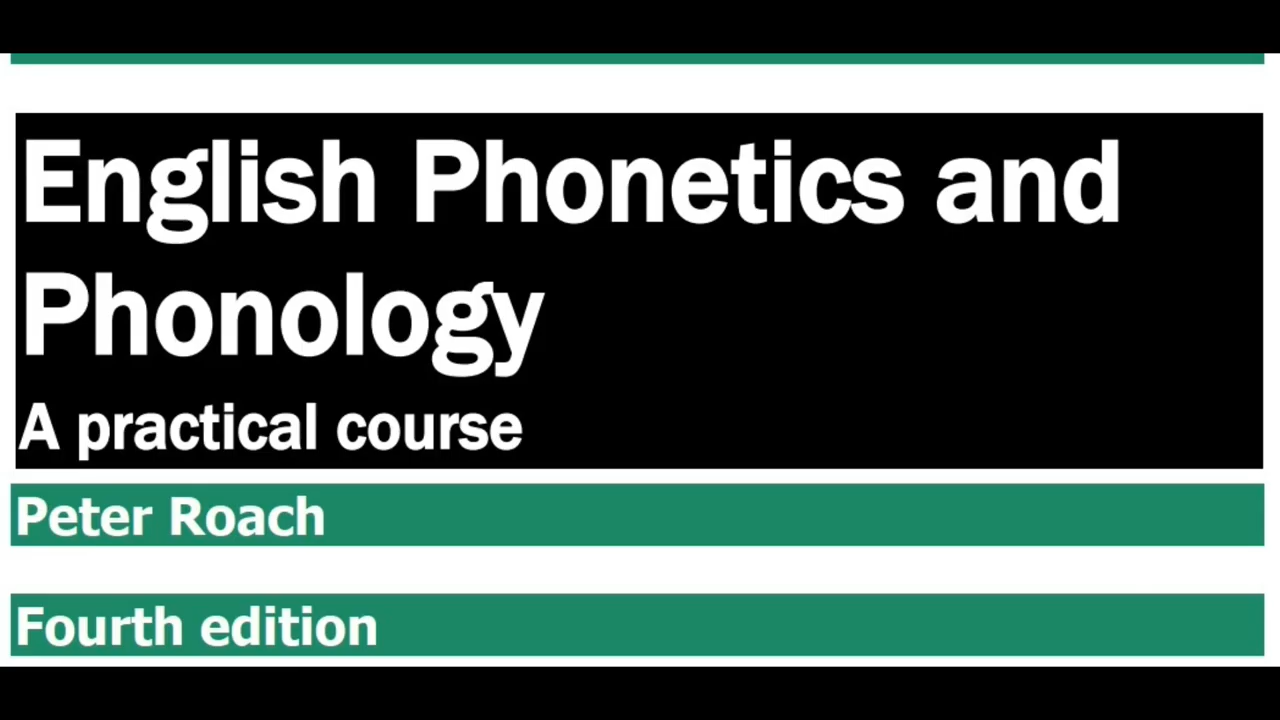 English Phonetics and
Phonology
A practical course
Peter Roach
Fourth edition